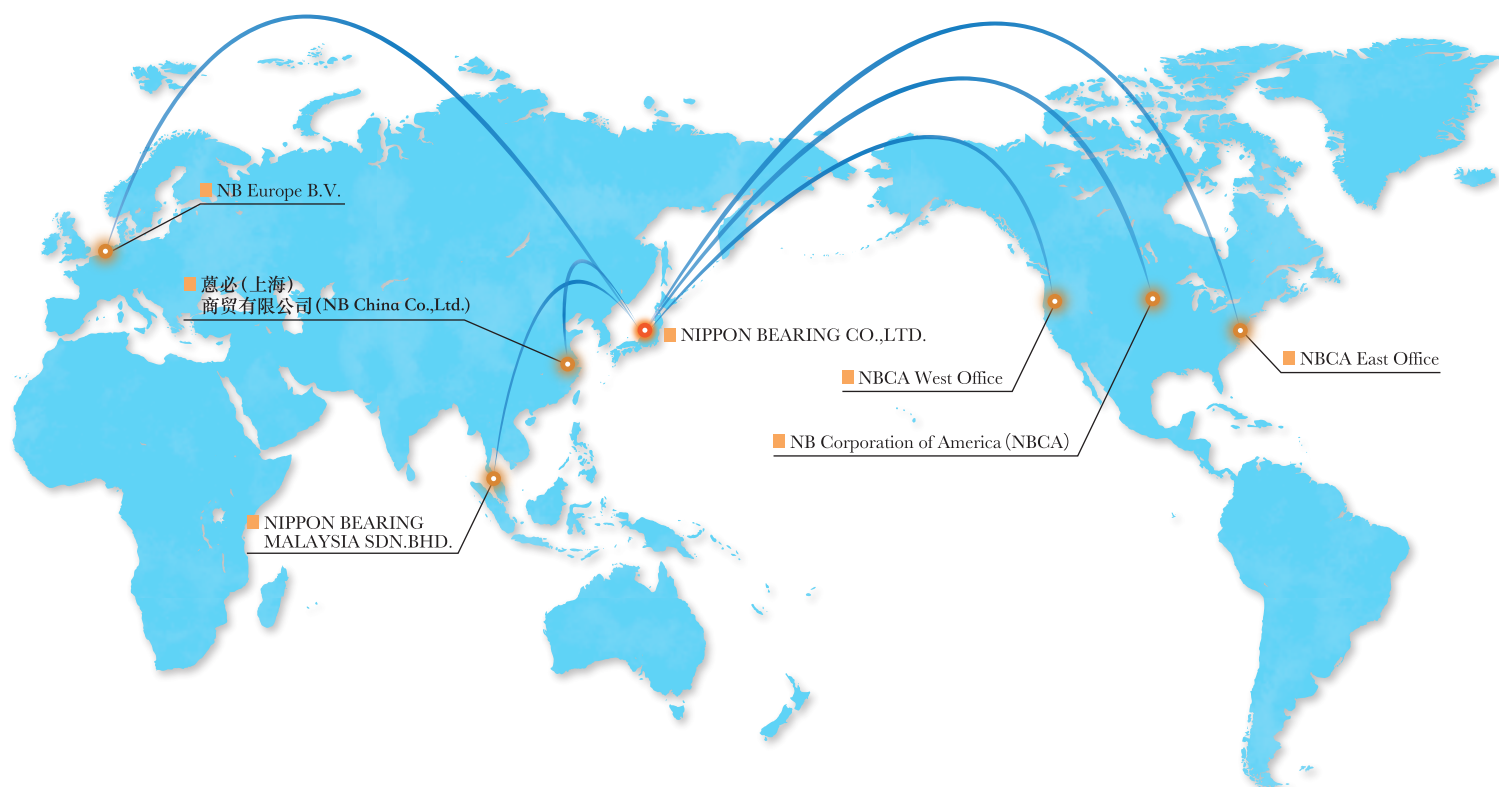 NB Europe B.V.
蒽必(上海)
商贸有限公司(NB China Co.,Ltd.)
NIPPON BEARING CO.,LTD.
NBCA East Office
NBCA West Office
NB Corporation of America (NBCA)
NIPPON BEARING
MALAYSIA SDN.BHD.